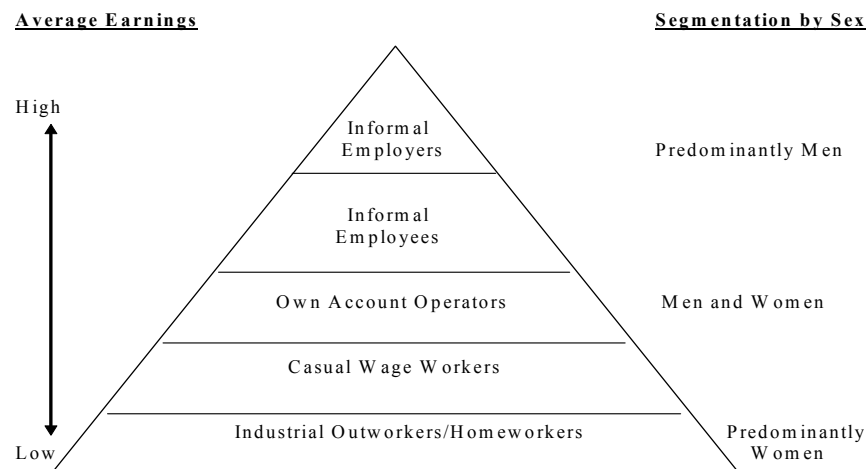 Average Earnings
Segmentation by Sex
High
Informal
Employers
Predominantly Men
Informal
Employees
Own Account Operators
Men and Women
Casual Wage Workers
Industrial Outworkers/Homeworkers
Low
Predominantly
Women